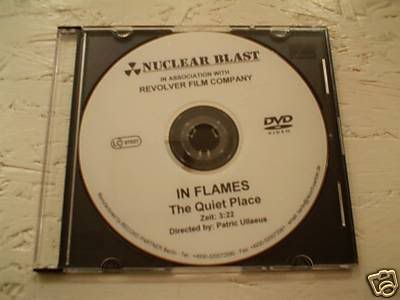 NUCLEAR BLAST
IN ASSOCIATION WITH
REVOLVER FILM COMPANY
LC
DVD
VIDEO
IN FLAMES
The Quiet Place
Zeit: 3:22
Directed by: Patric Ullaeus